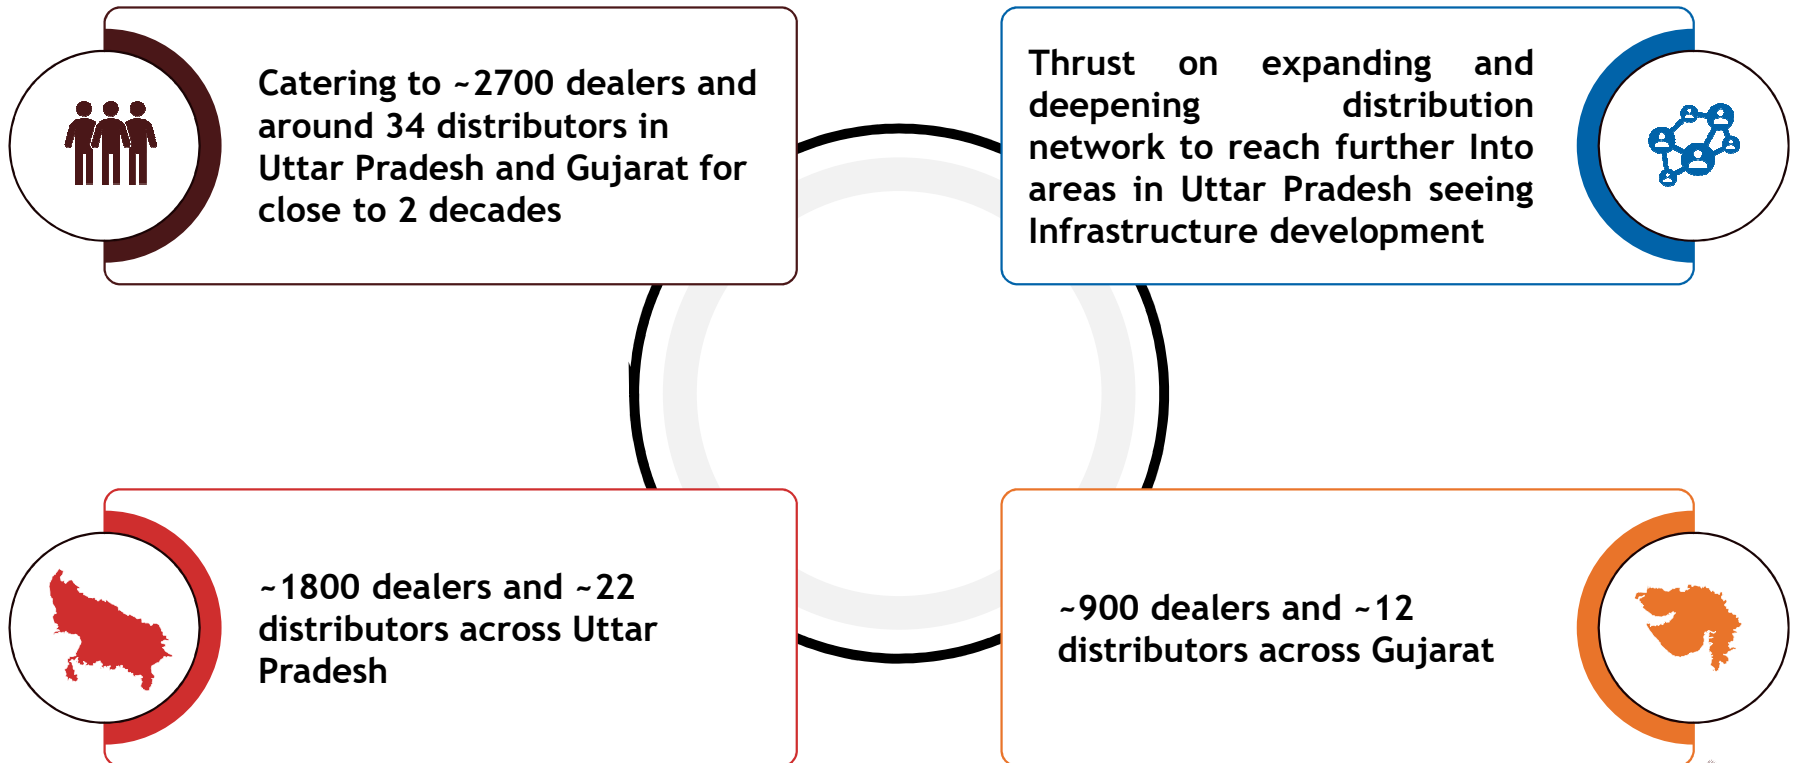 Catering to ~2700 dealers and
around 34 distributors in
Uttar Pradesh and Gujarat for
close to 2 decades
Thrust on expanding and
deepening distribution
network to reach further Into
areas in Uttar Pradesh seeing
Infrastructure development
~1800 dealers and ~22
distributors across Uttar
Pradesh
~900 dealers and ~12
distributors across Gujarat